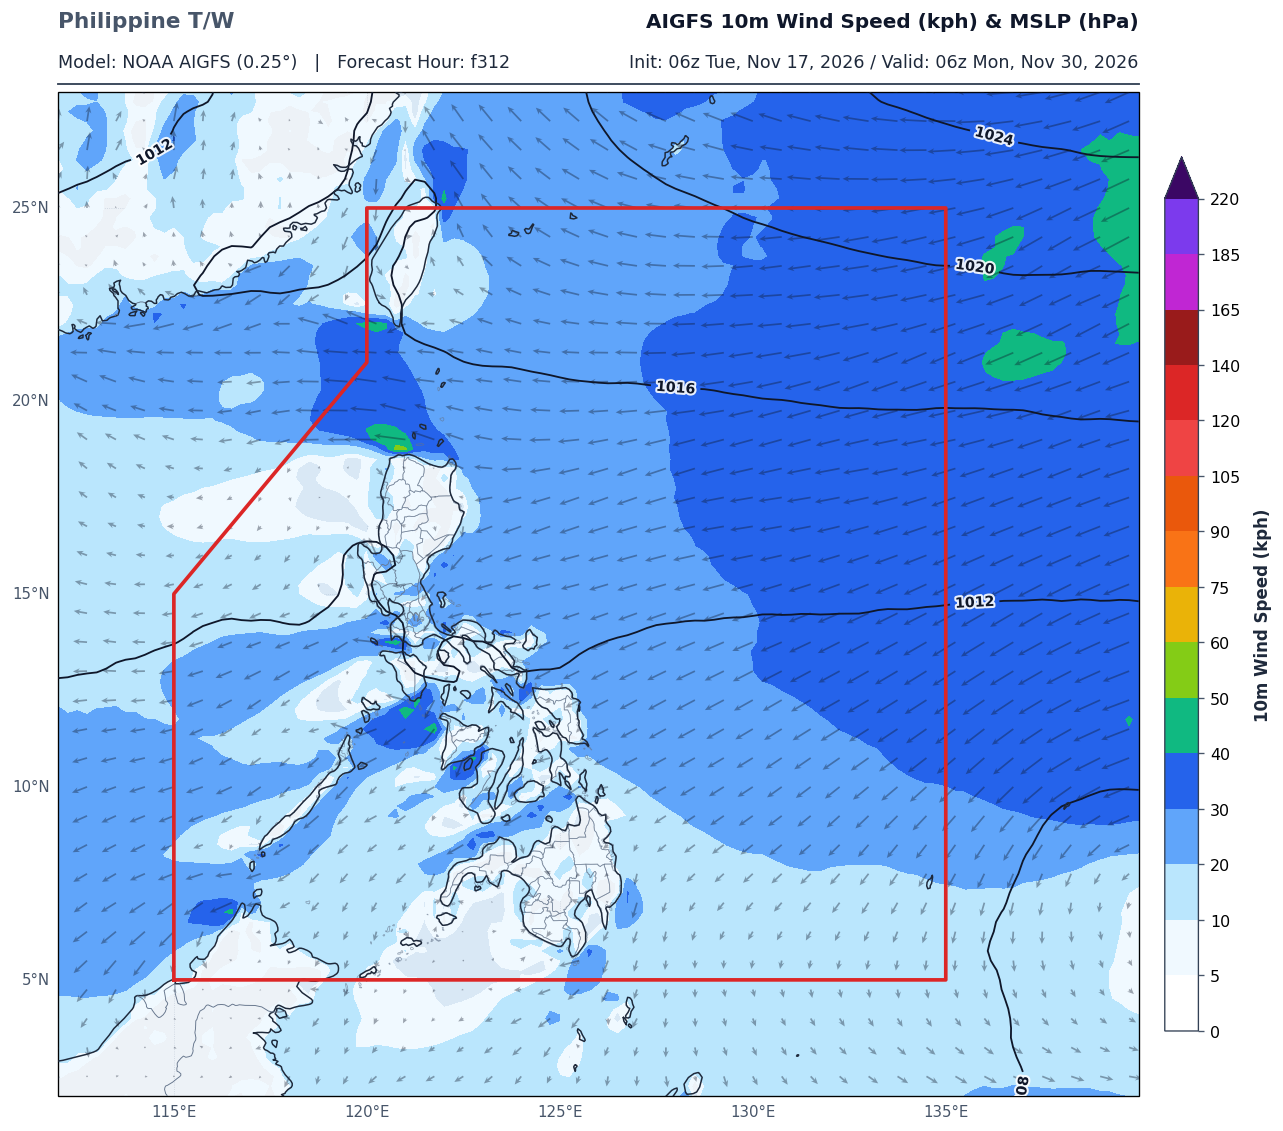 Philippine T/W
AIGFS 10m Wind Speed (kph) & MSLP (hPa)
Model: NOAA AIGFS (0.25°)   |   Forecast Hour: f312
Init: 06z Tue, Nov 17, 2026 / Valid: 06z Mon, Nov 30, 2026
1024
1012
1020
1016
1012
08
25°N
20°N
15°N
10°N
5°N
115°E
120°E
125°E
130°E
135°E
220
185
165
140
120
105
90
75
60
50
40
30
20
10
5
0
10m Wind Speed (kph)